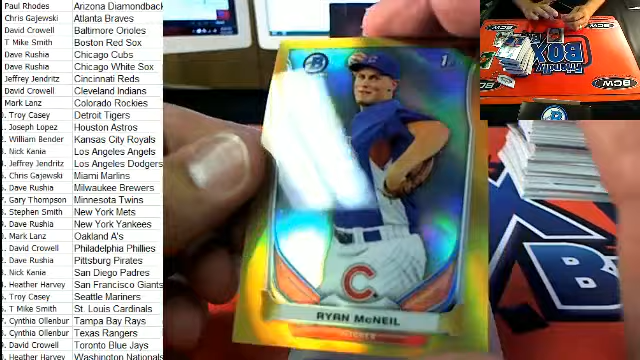 Paul Rhodes Arizona Diamondback
Chris Gajewski Atlanta Braves
David Crowell Baltimore Orioles
T Mike Smith Boston Red Sox
Dave Rushia Chicago Cubs
Dave Rushia Chicago White Sox
Jeffrey Jendritz Cincinnati Reds
David Crowell Cleveland Indians
Mark Lanz Colorado Rockies
Troy Casey Detroit Tigers
Joseph Lopez Houston Astros
William Bender Kansas City Royals
Nick Kania Los Angeles Angels
Jeffrey Jendritz Los Angeles Dodgers
Chris Gajewski Miami Marlins
Dave Rushia Milwaukee Brewers
Gary Thompson Minnesota Twins
Stephen Smith New York Mets
Dave Rushia New York Yankees
Mark Lanz Oakland A's
David Crowell Philadelphia Phillies
Dave Rushia Pittsburg Pirates
Nick Kania San Diego Padres
Heather Harvey San Francisco Giants
Troy Casey Seattle Mariners
T Mike Smith St. Louis Cardinals
Cynthia Ollenbur Tampa Bay Rays
Cynthia Ollenbur Texas Rangers
David Crowell Toronto Blue Jays
Heather Harvey Washington Nationals
1st
C
RYAN McNEIL
PITCHER
BOX
BCW
BCW
B